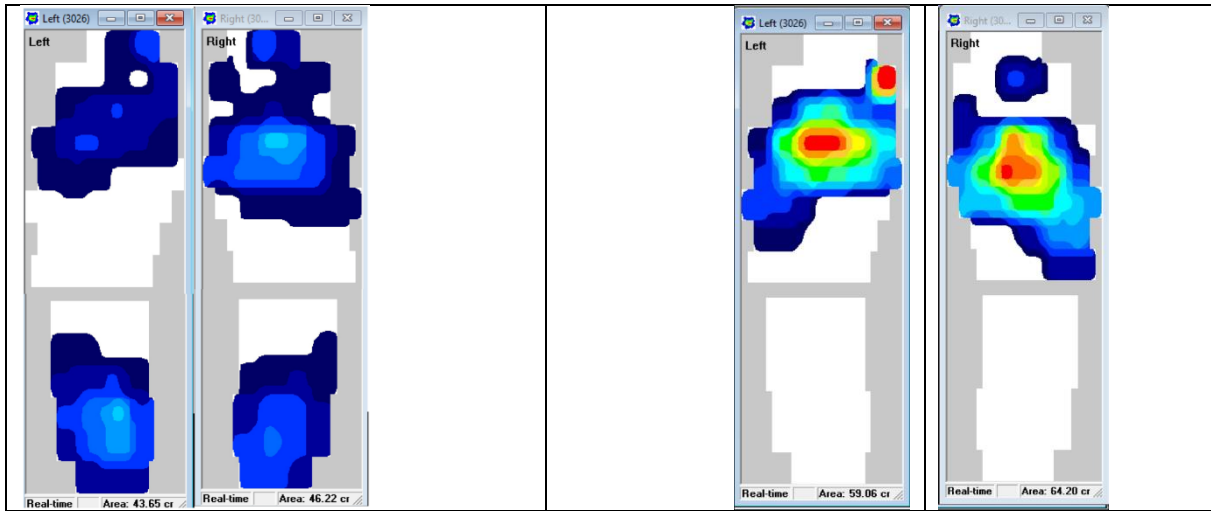 Left (3026)
Right (30...
Left (3026)
Right (30...
Left
Right
Left
Right
Real-time Area: 43.65 cr
Real-time Area: 46.22 cr
Real-time Area: 59.06 cr
Real-time Area: 64.20 cr